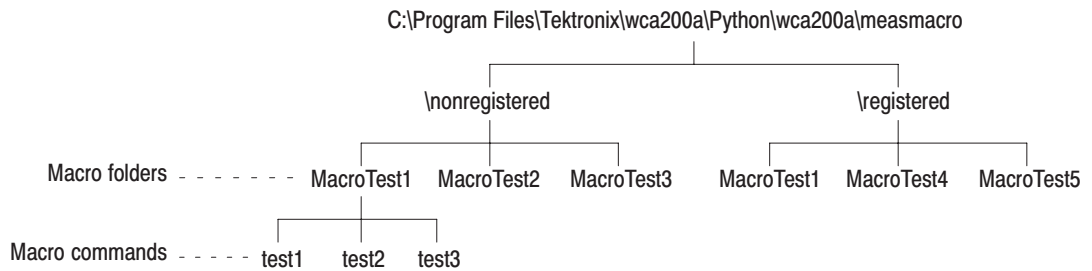 C:\Program Files\Tektronix\wca200a\Python\wca200a\measmacro
\nonregistered \registered
Macro folders MacroTest1 MacroTest2 MacroTest3 MacroTest1 MacroTest4 MacroTest5
Macro commands test1 test2 test3